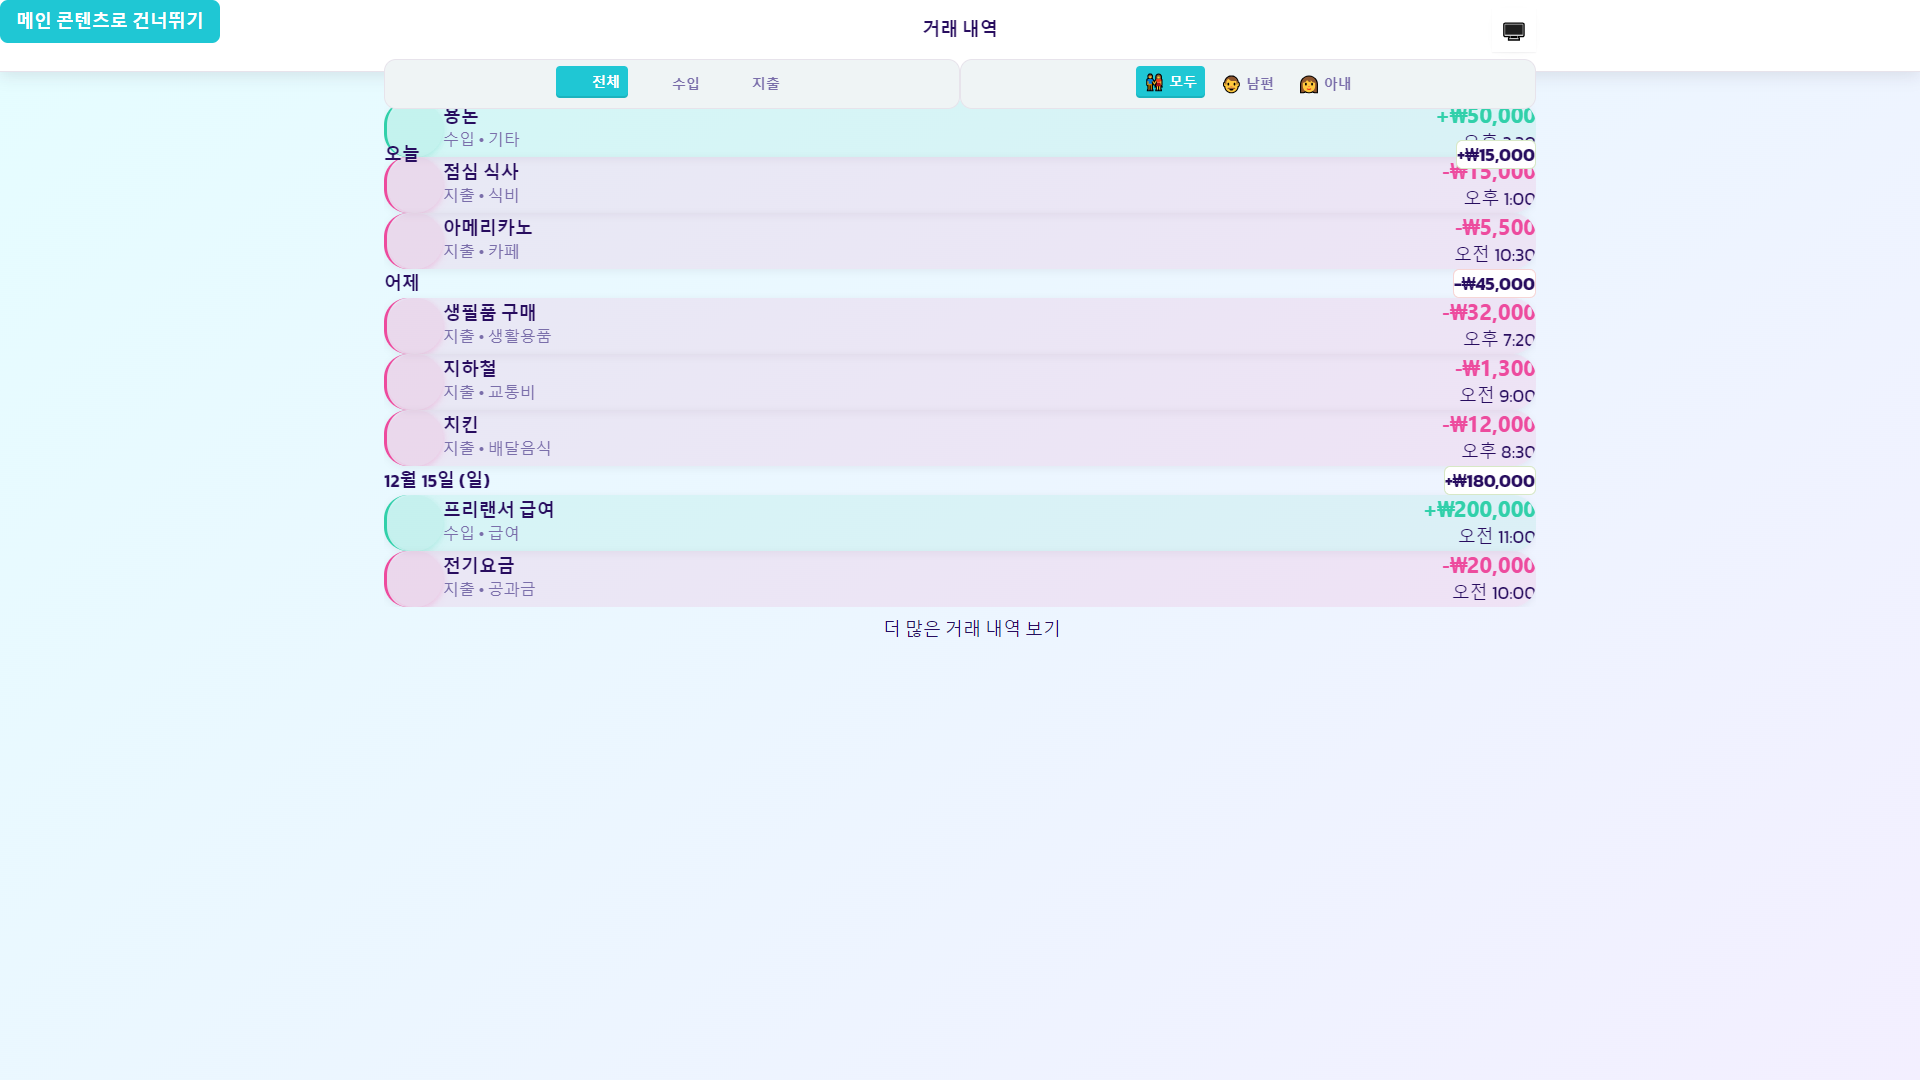 메인 콘텐츠로 건너뛰기
거래 내역
전체
수입
지출
모두
남편
아내
용돈
+₩50,000
수입 • 기타
오늘
+₩15,000
점심 식사
-₩15,000
지출 • 식비
오후 1:00
아메리카노
-₩5,500
지출 • 카페
오전 10:30
어제
-₩45,000
생필품 구매
-₩32,000
지출 • 생활용품
오후 7:20
지하철
-₩1,300
지출 • 교통비
오전 9:00
치킨
-₩12,000
지출 • 배달음식
오후 8:30
12월 15일 (일)
+₩180,000
프리랜서 급여
+₩200,000
수입 • 급여
오전 11:00
전기요금
-₩20,000
지출 • 공과금
오전 10:00
더 많은 거래 내역 보기